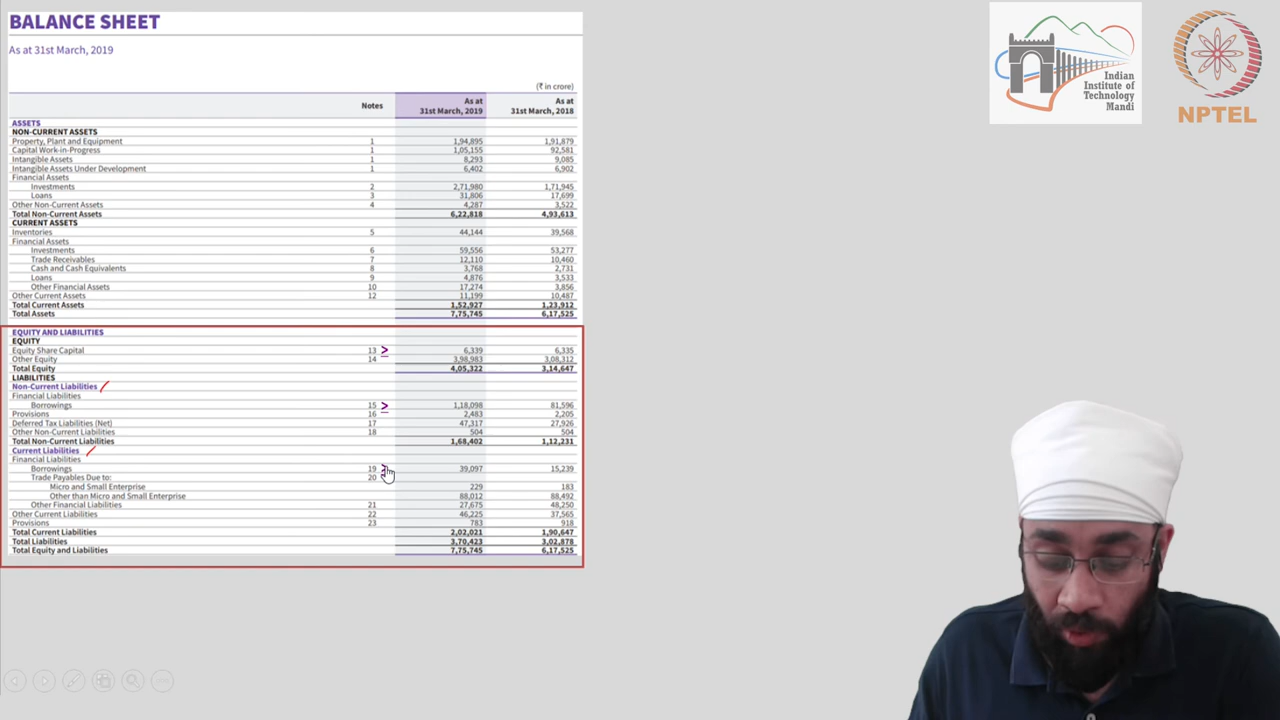 BALANCE SHEET
As at 31st March, 2019
(₹ in crore)
Notes As at 31st March, 2019 As at 31st March, 2018
ASSETS
NON-CURRENT ASSETS
Property, Plant and Equipment 1 1,94,895 1,91,879
Capital Work-in-Progress 1 1,05,155 92,581
Intangible Assets 1 8,293 9,085
Intangible Assets Under Development 1 6,402 6,902
Financial Assets
Investments 2 2,71,980 1,71,945
Loans 3 31,806 17,699
Other Non-Current Assets 4 4,287 3,522
Total Non-Current Assets 6,22,818 4,93,613
CURRENT ASSETS
Inventories 5 44,144 39,568
Financial Assets
Investments 6 59,556 53,277
Trade Receivables 7 12,110 10,460
Cash and Cash Equivalents 8 3,768 2,731
Loans 9 4,876 3,533
Other Financial Assets 10 17,274 3,856
Other Current Assets 12 11,199 10,487
Total Current Assets 1,52,927 1,23,912
Total Assets 7,75,745 6,17,525
EQUITY AND LIABILITIES
EQUITY
Equity Share Capital 13 > 6,339 6,335
Other Equity 14 3,98,983 3,08,312
Total Equity 4,05,322 3,14,647
LIABILITIES
Non-Current Liabilities
Financial Liabilities
Borrowings 15 > 1,18,098 81,596
Provisions 16 2,483 2,205
Deferred Tax Liabilities (Net) 17 47,317 27,926
Other Non-Current Liabilities 18 504 504
Total Non-Current Liabilities 1,68,402 1,12,231
Current Liabilities
Financial Liabilities
Borrowings 19 > 39,097 15,239
Trade Payables Due to: 20
Micro and Small Enterprise 229 183
Other than Micro and Small Enterprise 88,012 88,492
Other Financial Liabilities 21 27,675 48,250
Other Current Liabilities 22 46,225 37,565
Provisions 23 783 918
Total Current Liabilities 2,02,021 1,90,647
Total Liabilities 3,70,423 3,02,878
Total Equity and Liabilities 7,75,745 6,17,525
Indian
Institute of
Technology
Mandi
NPTEL